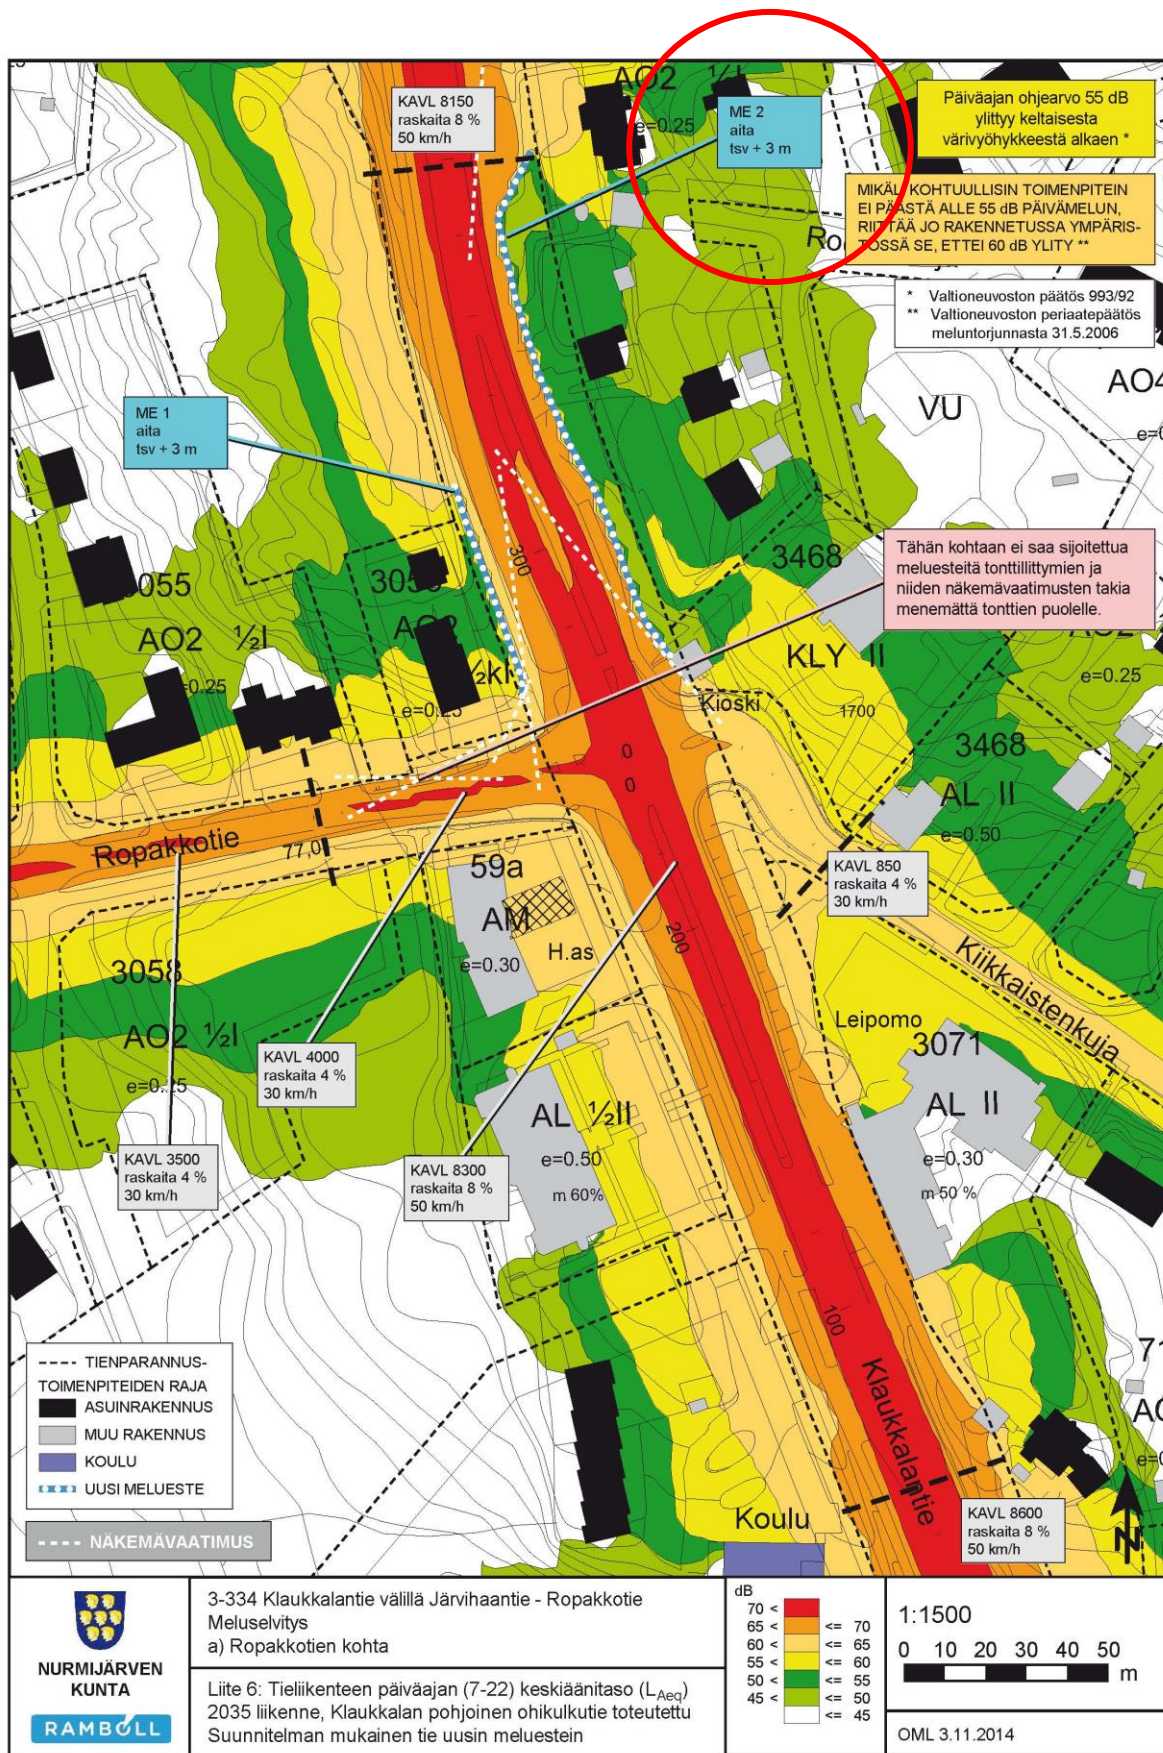 AO2 ½I
e=0.25
KAVL 8150
raskaita 8 %
50 km/h
ME 2
aita
tsv + 3 m
Päiväajan ohjearvo 55 dB
ylittyy keltaisesta
värivyöhykkeestä alkaen *
MIKÄL KOHTUULLISIN TOIMENPITEIN
EI PÄÄSTÄ ALLE 55 dB PÄIVÄMELUN,
RIITTÄÄ JO RAKENNETUSSA YMPÄRIS-
TÖSSÄ SE, ETTEI 60 dB YLITY **
* Valtioneuvoston päätös 993/92
** Valtioneuvoston periaatepäätös
meluntorjunnasta 31.5.2006
AO4
VU
ME 1
aita
tsv + 3 m
300
3468
Tähän kohtaan ei saa sijoitettua
meluesteitä tonttillittymien ja
niiden näkemävaatimusten takia
menemättä tonttien puolelle.
3055
AO2 ½I
=0.25
AO2
½kI
e=0.25
KLY II
Kioski
1700
AO2
e=0.25
3468
AL II
e=0.50
0
0
Ropakkotie
77,0
59a
AM
e=0.30
H.as
200
KAVL 850
raskaita 4 %
30 km/h
Kiikkaistenkuja
3058
AO2 ½I
e=0.25
Leipomo
3071
AL II
e=0.30
m 50 %
KAVL 4000
raskaita 4 %
30 km/h
AL ½II
e=0.50
m 60%
KAVL 3500
raskaita 4 %
30 km/h
KAVL 8300
raskaita 8 %
50 km/h
100
Klaukkalantie
Koulu
KAVL 8600
raskaita 8 %
50 km/h
N
TIENPARANNUS-
TOIMENPITEIDEN RAJA
ASUINRAKENNUS
MUU RAKENNUS
KOULU
UUSI MELUESTE
NÄKEMÄVAATIMUS
NURMIJÄRVEN
KUNTA
RAMBOLL
3-334 Klaukkalantie välillä Järvihaantie - Ropakkotie
Meluselvitys
a) Ropakkotien kohta
Liite 6: Tieliikenteen päiväajan (7-22) keskiäänitaso (LAeq)
2035 liikenne, Klaukkalan pohjoinen ohikulkutie toteutettu
Suunnitelman mukainen tie uusin meluestein
dB
70 <
65 < <= 70
60 < <= 65
55 < <= 60
50 < <= 55
45 < <= 50
<= 45
1:1500
0 10 20 30 40 50
m
OML 3.11.2014